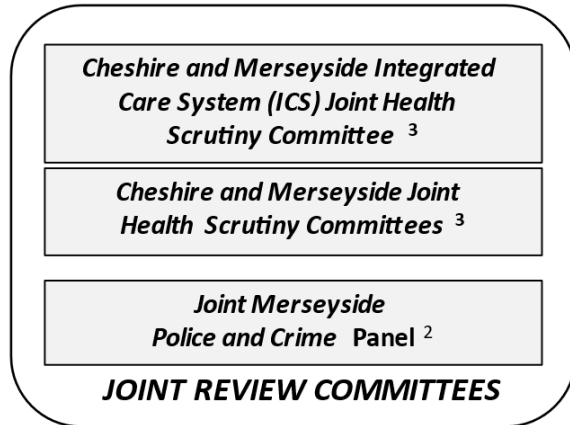 Cheshire and Merseyside Integrated
Care System (ICS) Joint Health
Scrutiny Committee ³
Cheshire and Merseyside Joint
Health Scrutiny Committees ³
Joint Merseyside
Police and Crime Panel ²
JOINT REVIEW COMMITTEES